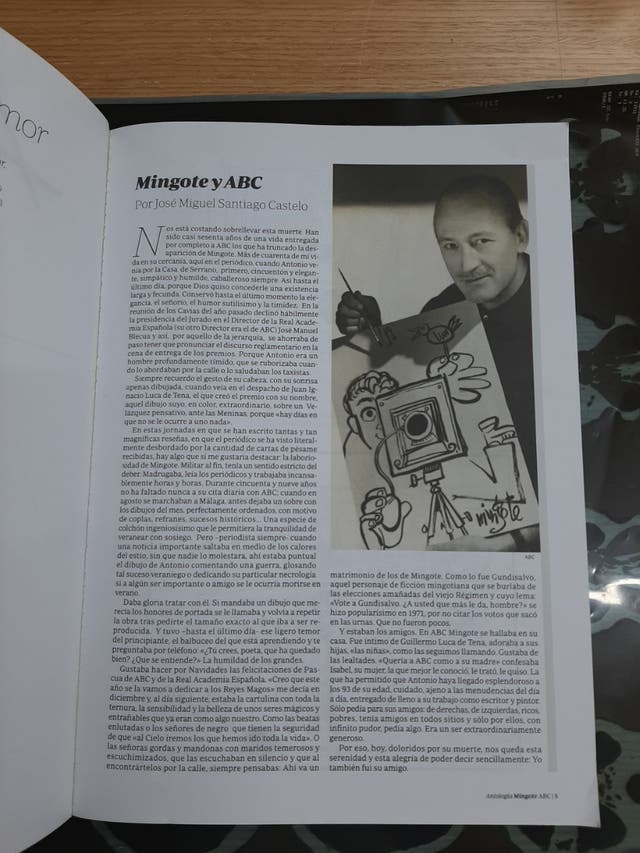 mor
Mingote y ABC
Por José Miguel Santiago Castelo
Nos está costando sobrellevar esta muerte. Han
sido casi sesenta años de una vida entregada
por completo a ABC los que ha truncado la des-
aparición de Mingote. Más de cuarenta de mi vi-
da en su cercanía, aquí en el periódico, cuando Antonio ve-
nía por la Casa de Serrano, primero, cincuentón y elegan-
te, simpático y humilde, caballeroso siempre. Así hasta el
último día, porque Dios quiso concederle una existencia
larga y fecunda. Conservó hasta el último momento la ele-
gancia, el señorío, el humor sutilísimo y la timidez. En la
reunión de los Cavias del año pasado declinó hábilmente
la presidencia del Jurado en el Director de la Real Acade-
mia Española (su otro Director era el de ABC) José Manuel
Blecua y así, por aquello de la jerarquía, se ahorraba de
paso tener que pronunciar el discurso reglamentario en la
cena de entrega de los premios. Porque Antonio era un
hombre profundamente tímido, que se ruborizaba cuan-
do lo abordaban por la calle o lo saludaban los taxistas.
Siempre recuerdo el gesto de su cabeza, con su sonrisa
apenas dibujada, cuando veía en el despacho de Juan Ig-
nacio Luca de Tena, el que creó el premio con su nombre,
aquel dibujo suyo, en color, extraordinario, sobre un Ve-
lázquez pensativo, ante las Meninas, porque «hay días en
que no se le ocurre a uno nada».
En estas jornadas en que se han escrito tantas y tan
magníficas reseñas, en que el periódico se ha visto literal-
mente desbordado por la cantidad de cartas de pésame
recibidas, hay algo que sí me gustaría destacar: la laborio-
sidad de Mingote. Militar al fin, tenía un sentido estricto del
deber. Madrugaba, leía los periódicos y trabajaba incansa-
blemente horas y horas. Durante cincuenta y nueve años
no ha faltado nunca a su cita diaria con ABC; cuando en
agosto se marchaban a Málaga, antes dejaba un sobre con
los dibujos del mes, perfectamente ordenados, con motivo
de coplas, refranes, sucesos históricos... Una especie de
colchón ingeniosísimo que le permitiera la tranquilidad de
veranear con sosiego. Pero –periodista siempre– cuando
una noticia importante saltaba en medio de los calores
del estío, sin que nadie lo molestara, ahí estaba puntual
el dibujo de Antonio comentando una guerra, glosando
tal suceso veraniego o dedicando su particular necrología
si a algún ser importante o amigo se le ocurría morirse en
verano.
Daba gloria tratar con él. Si mandaba un dibujo que me-
recía los honores de portada se le llamaba y volvía a repetir
la obra tras pedirte el tamaño exacto al que iba a ser re-
producida. Y tuvo –hasta el último día– ese ligero temor
del principiante, el balbuceo del que está aprendiendo y te
preguntaba por teléfono: «¿Tú crees, poeta, que ha quedado
bien? ¿Que se entiende?» La humildad de los grandes.
Gustaba hacer por Navidades las felicitaciones de Pas-
cua de ABC y de la Real Academia Española. «Creo que este
año se la vamos a dedicar a los Reyes Magos» me decía en
diciembre y, al día siguiente, estaba la cartulina con toda la
ternura, la sensibilidad y la belleza de unos seres mágicos y
entrañables que ya eran como algo nuestro. Como las beatas
enlutadas o los señores de negro que tienen la seguridad
de que «al Cielo iremos los que hemos ido toda la vida». O
las señoras gordas y mandonas con maridos temerosos y
escuchimizados, que las escuchaban en silencio y que al
encontrártelos por la calle, siempre pensabas: Ahí va un
mingote
ABC
matrimonio de los de Mingote. Como lo fue Gundisalvo,
aquel personaje de ficción mingotiana que se burlaba de
las elecciones amañadas del viejo Régimen y cuyo lema:
«Vote a Gundisalvo. ¿A usted que más le da, hombre?» se
hizo popularísimo en 1971, por no citar los votos que sacó
en las urnas. Que no fueron pocos.
Y estaban los amigos. En ABC Mingote se hallaba en su
casa. Fue íntimo de Guillermo Luca de Tena, adoraba a sus
hijas, «las niñas», como las seguimos llamando. Gustaba de
las lealtades. «Quería a ABC como a su madre» confesaba
Isabel, su mujer, la que mejor le conoció, le trató, le quiso. La
que ha permitido que Antonio haya llegado esplendoroso a
los 93 de su edad, cuidado, ajeno a las menudencias del día
a día, entregado de lleno a su trabajo como escritor y pintor.
Sólo pedía para sus amigos: de derechas, de izquierdas, ricos,
pobres, tenía amigos en todos sitios y sólo por ellos, con
infinito pudor, pedía algo. Era un ser extraordinariamente
generoso.
Por eso, hoy, doloridos por su muerte, nos queda esta
serenidad y esta alegría de poder decir sencillamente: Yo
también fui su amigo.
Antología Mingote ABC | 5